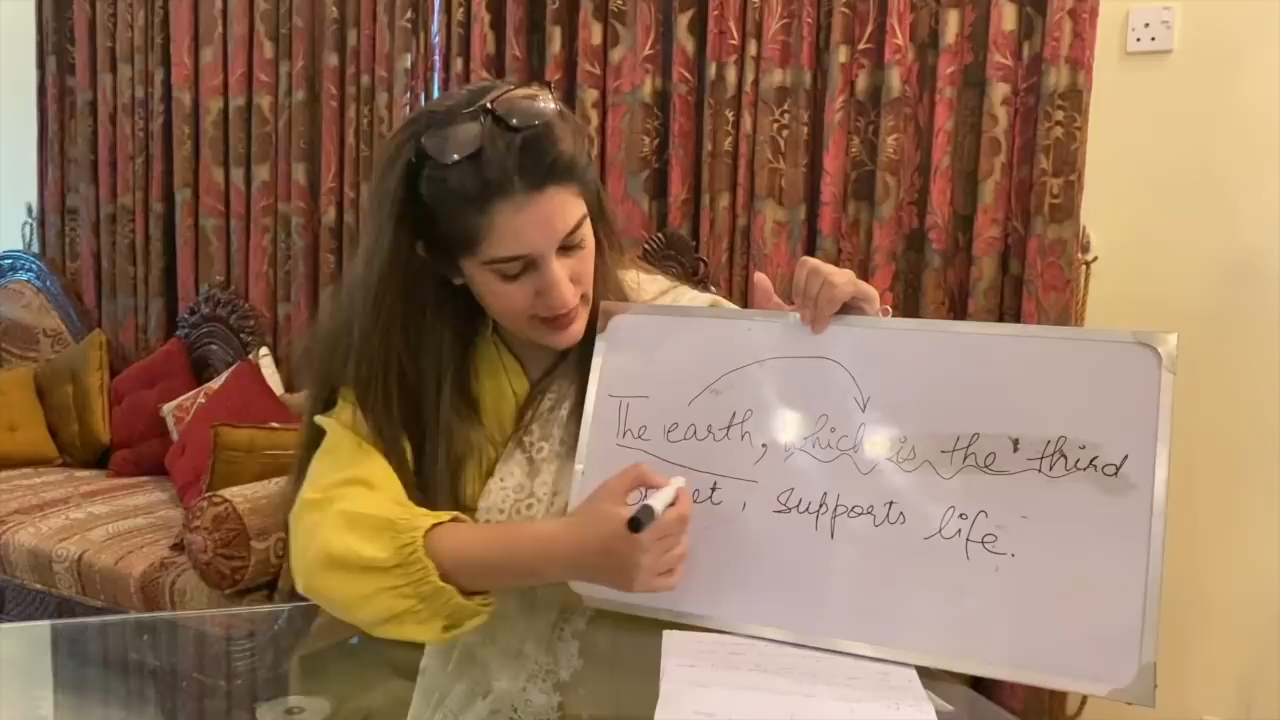 The earth, which is the third
supports life.